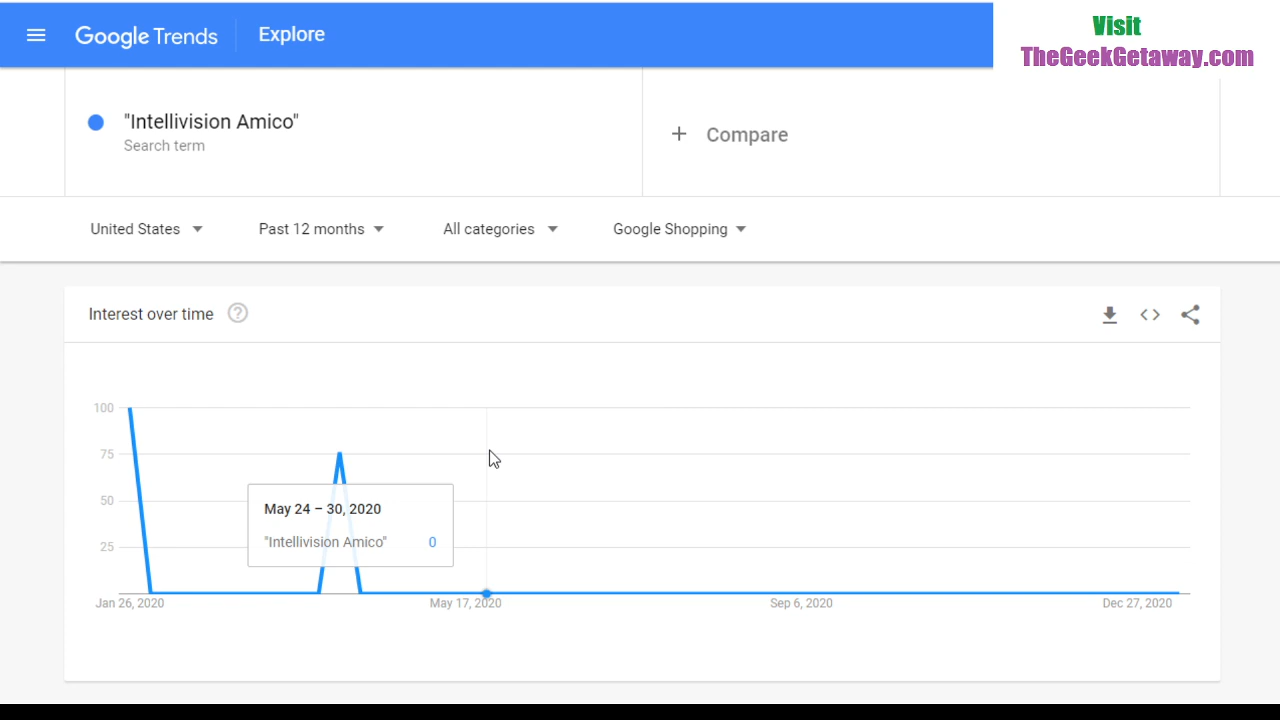 Google Trends Explore
Visit
TheGeekGetaway.com
"Intellivision Amico"
Search term
+ Compare
United States Past 12 months All categories Google Shopping
Interest over time ?
100
75
50
25
May 24 – 30, 2020
"Intellivision Amico" 0
Jan 26, 2020 May 17, 2020 Sep 6, 2020 Dec 27, 2020